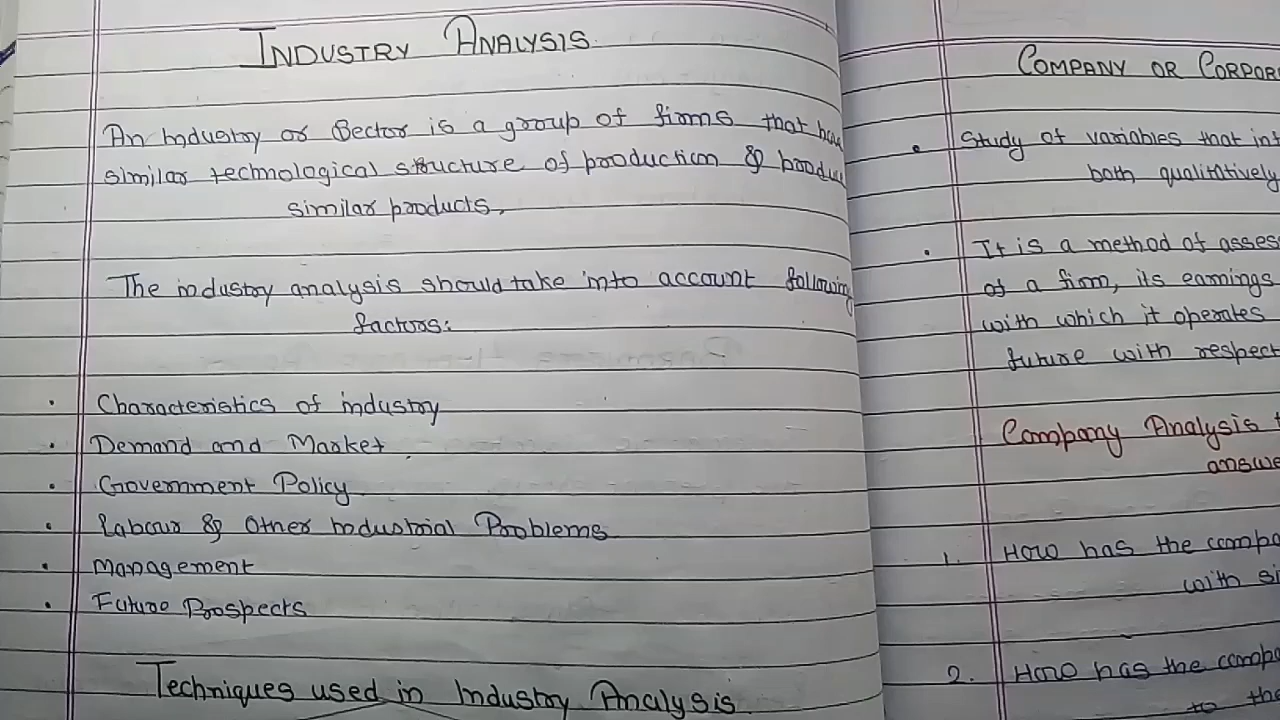 INDUSTRY ANALYSIS
An Industry or Sector is a group of firms that
similar technological structure of production &
similar products.
The industry analysis should take into account following
factors:
• Characteristics of industry
• Demand and Market
• Government Policy
• Labour & Other Industrial Problems
• Management
• Future Prospects
Techniques used in Industry Analysis
COMPANY OR
• Study of variables that
both qualitatively
• It is a method of
of a firm, its earnings
with which it operates
future with respect
Company Analysis
1. How has the
with
2. How has the
to